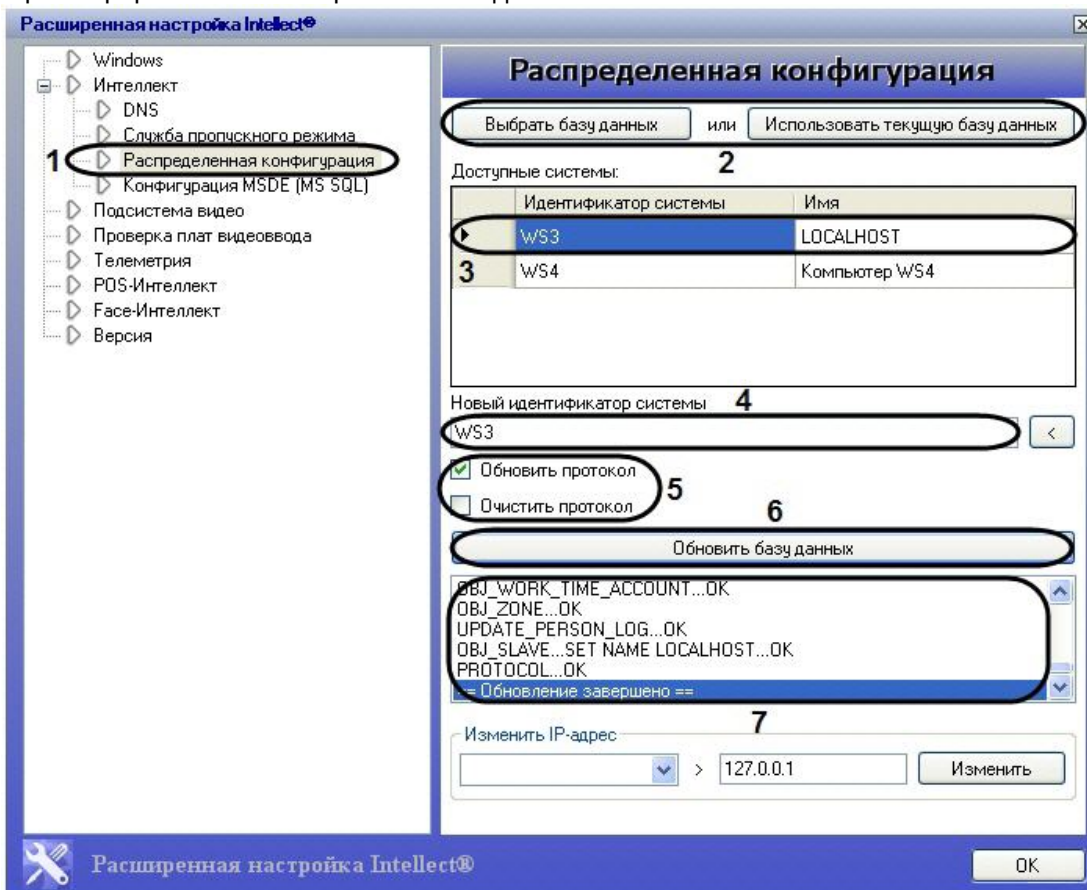 Расширенная настройка Intellect®
Windows
Интеллект
DNS
Служба пропускного режима
1 Распределенная конфигурация
Конфигурация MSDE (MS SQL)
Подсистема видео
Проверка плат видеоввода
Телеметрия
POS-Интеллект
Face-Интеллект
Версия
Распределенная конфигурация
Выбрать базу данных или Использовать текущую базу данных
2
Доступные системы:
Идентификатор системы Имя
WS3 LOCALHOST
3 WS4 Компьютер WS4
Новый идентификатор системы 4
WS3 <
Обновить протокол
5
Очистить протокол
6
Обновить базу данных
OBJ_WORK_TIME_ACCOUNT...OK
OBJ_ZONE...OK
UPDATE_PERSON_LOG...OK
OBJ_SLAVE...SET NAME LOCALHOST...OK
PROTOCOL...OK
== Обновление завершено ==
7
Изменить IP-адрес
> 127.0.0.1 Изменить
Расширенная настройка Intellect®
OK